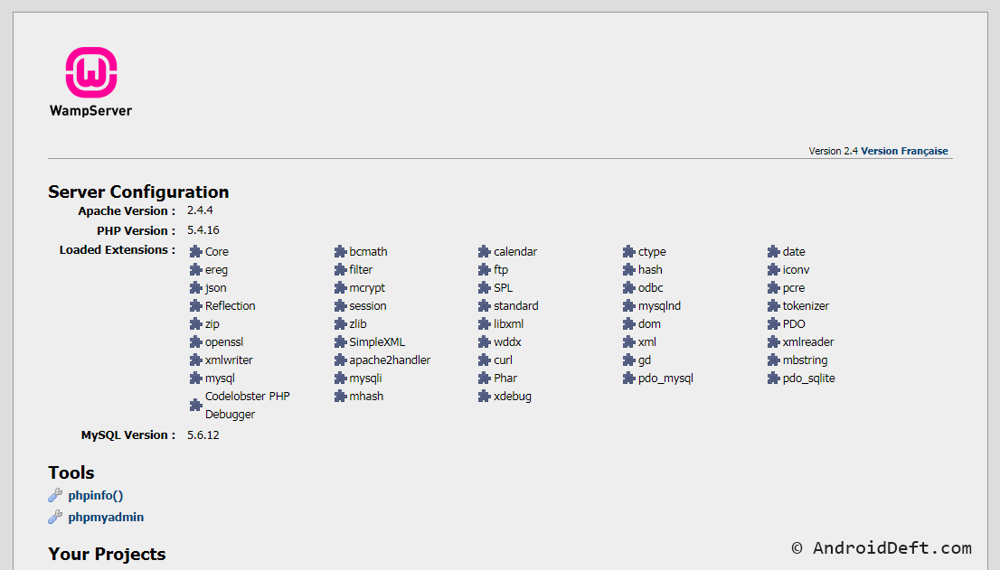 WampServer
Version 2.4 Version Française
Server Configuration
Apache Version : 2.4.4
PHP Version : 5.4.16
Loaded Extensions : Core bcmath calendar ctype date
ereg filter ftp hash iconv
json mcrypt SPL odbc pcre
Reflection session standard mysqlnd tokenizer
zip zlib libxml dom PDO
openssl SimpleXML wddx xml xmlreader
xmlwriter apache2handler curl gd mbstring
mysql mysqli Phar pdo_mysql pdo_sqlite
Codelobster PHP mhash xdebug
Debugger
MySQL Version : 5.6.12
Tools
phpinfo()
phpmyadmin
Your Projects
© AndroidDeft.com